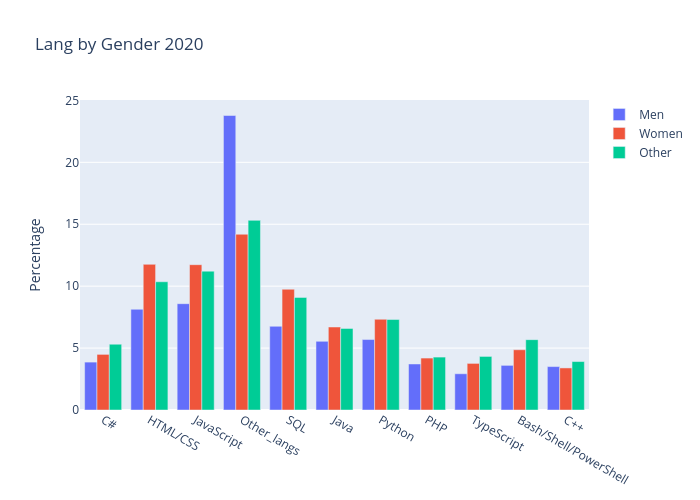 Lang by Gender 2020
25
20
15
10
5
0
Percentage
Men
Women
Other
C#
HTML/CSS
JavaScript
Other_langs
SQL
Java
Python
PHP
TypeScript
Bash/Shell/PowerShell
C++